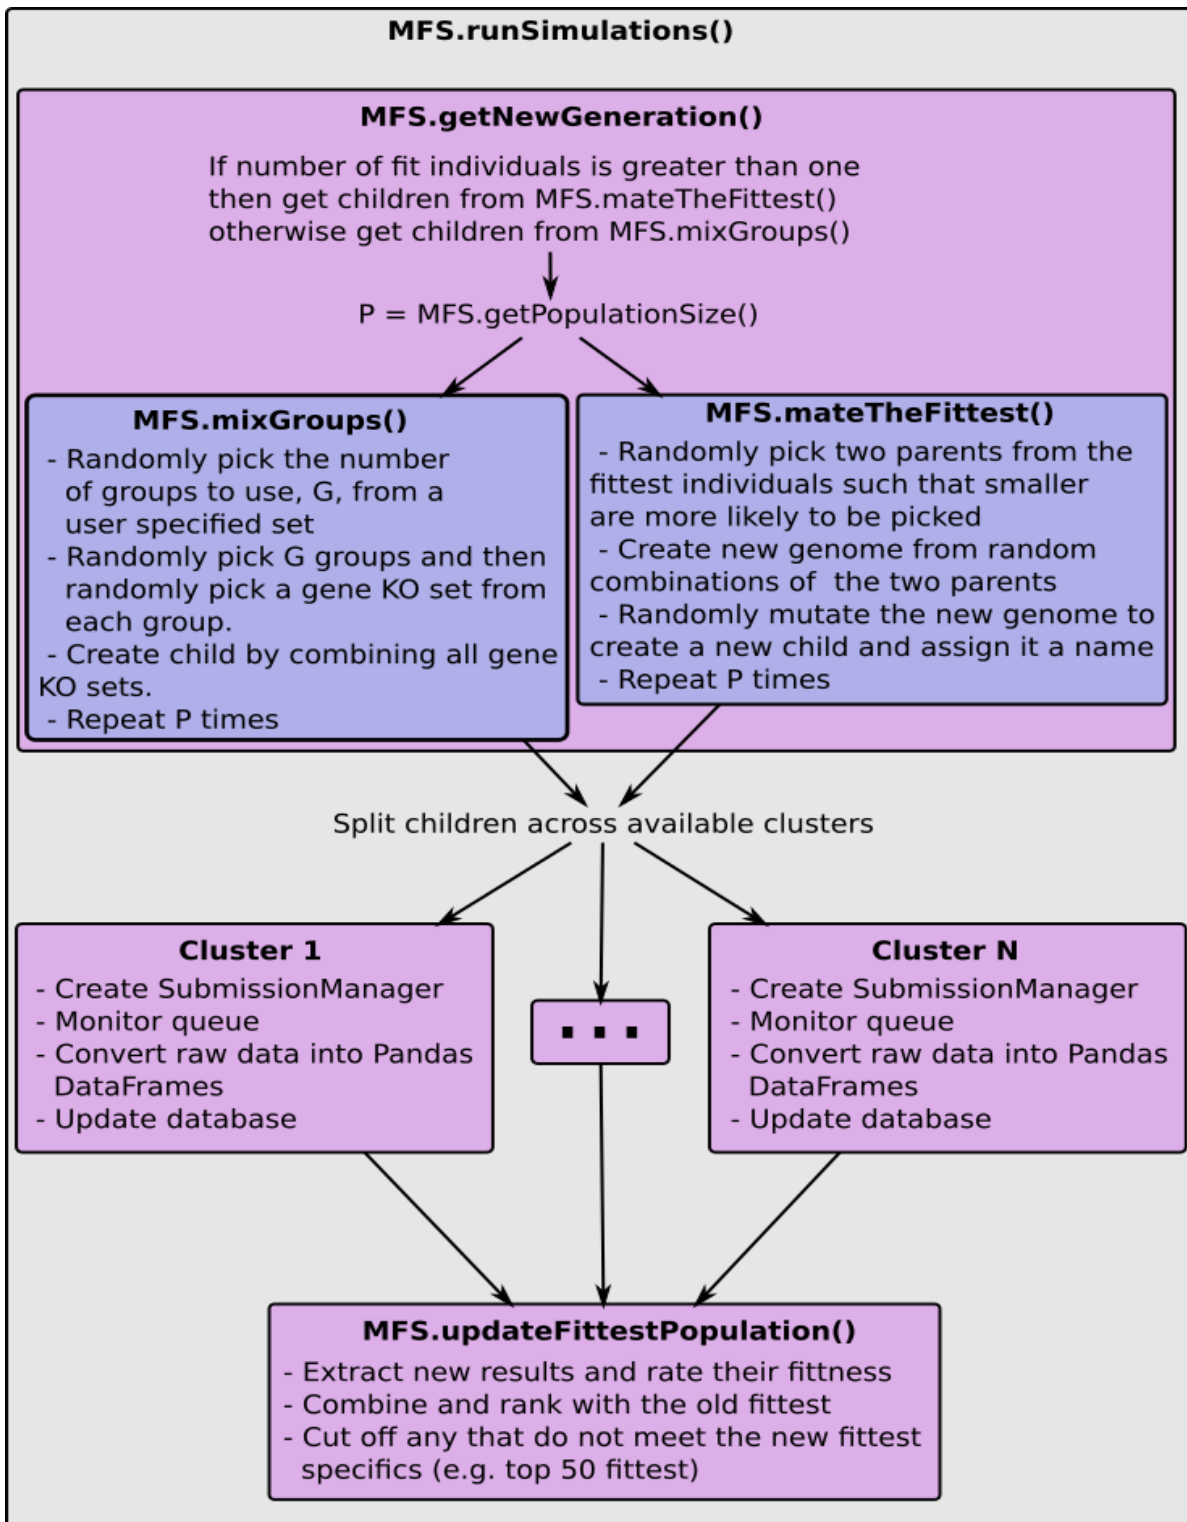 MFS.runSimulations()
MFS.getNewGeneration()
If number of fit individuals is greater than one
then get children from MFS.mateTheFittest()
otherwise get children from MFS.mixGroups()
P = MFS.getPopulationSize()
MFS.mixGroups()
- Randomly pick the number
of groups to use, G, from a
user specified set
- Randomly pick G groups and then
randomly pick a gene KO set from
each group.
- Create child by combining all gene
KO sets.
- Repeat P times
MFS.mateTheFittest()
- Randomly pick two parents from the
fittest individuals such that smaller
are more likely to be picked
- Create new genome from random
combinations of the two parents
- Randomly mutate the new genome to
create a new child and assign it a name
- Repeat P times
Split children across available clusters
Cluster 1
- Create SubmissionManager
- Monitor queue
- Convert raw data into Pandas
DataFrames
- Update database
...
Cluster N
- Create SubmissionManager
- Monitor queue
- Convert raw data into Pandas
DataFrames
- Update database
MFS.updateFittestPopulation()
- Extract new results and rate their fittness
- Combine and rank with the old fittest
- Cut off any that do not meet the new fittest
specifics (e.g. top 50 fittest)